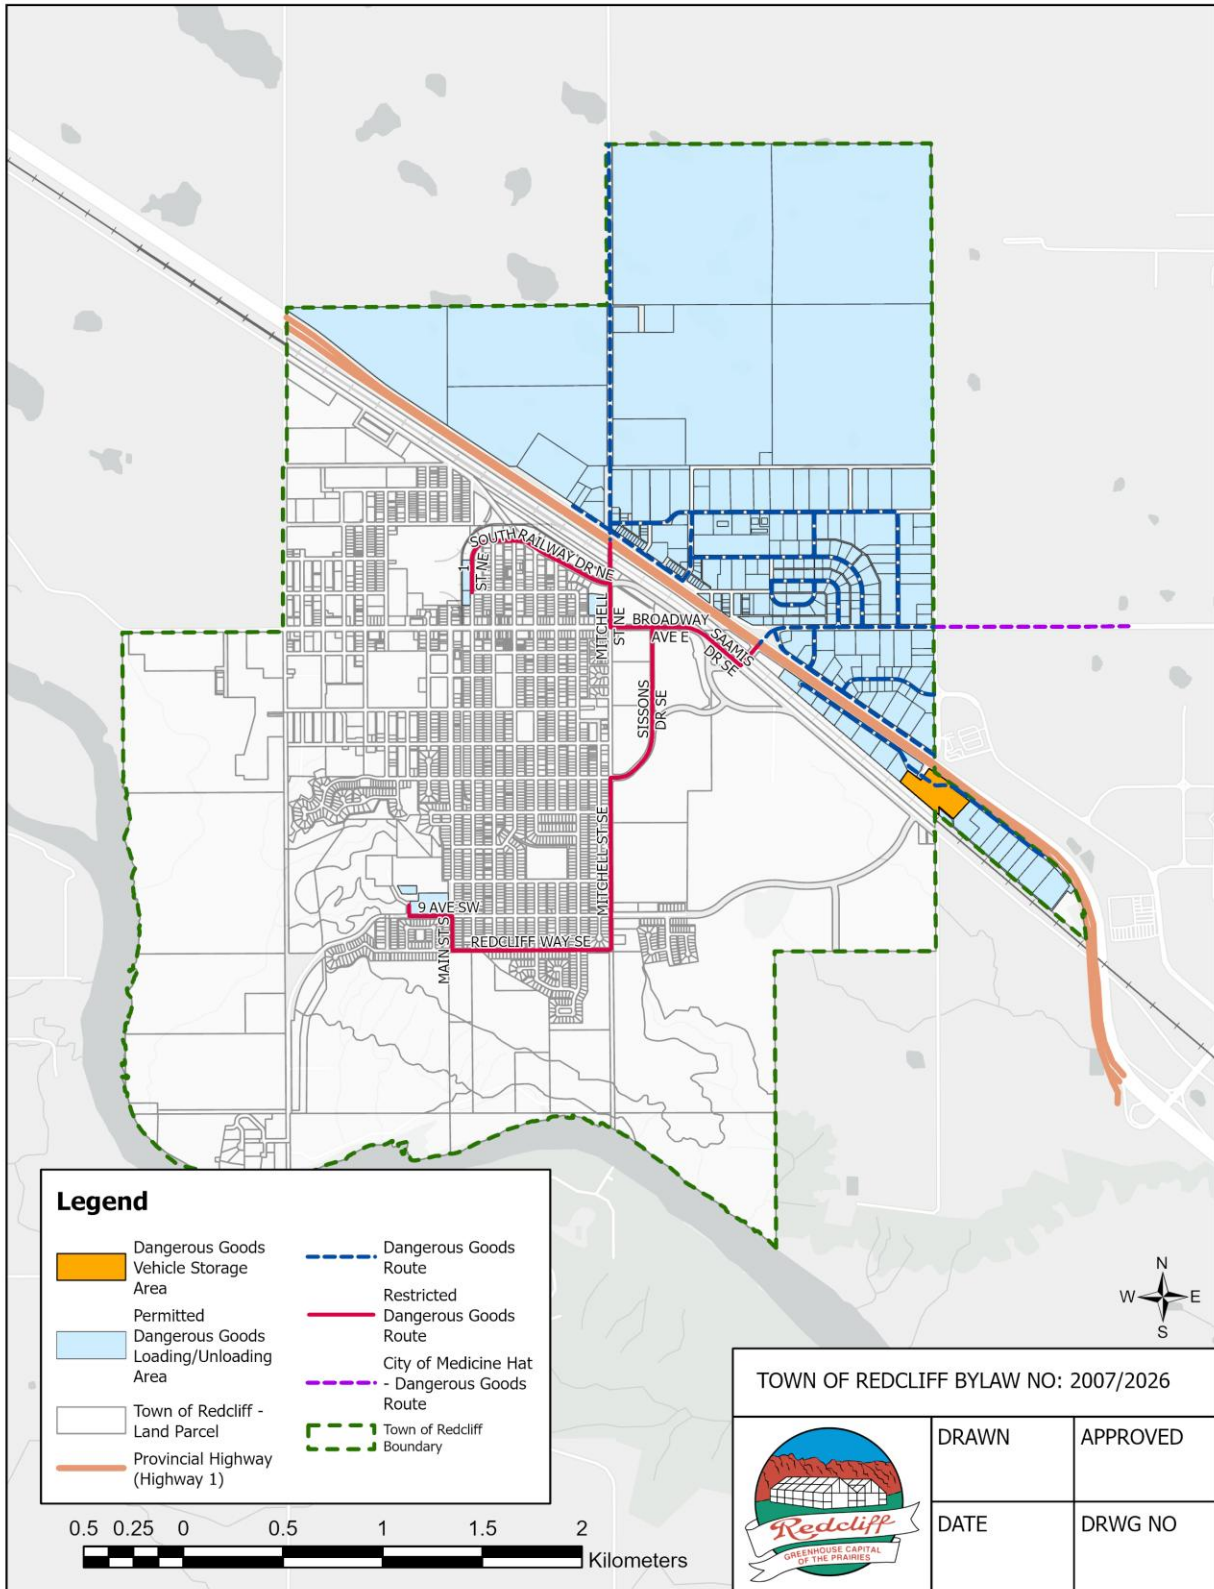 SOUTH RAILWAY DR NE
1
ST NE
MITCHELL
ST NE
BROADWAY
AVE E
SAAMIS
DR SE
SISSONS
DR SE
MITCHELL ST SE
9 AVE SW
MAIN ST S
REDCLIFF WAY SE
Legend
Dangerous Goods
Vehicle Storage
Area
Permitted
Dangerous Goods
Loading/Unloading
Area
Town of Redcliff -
Land Parcel
Provincial Highway
(Highway 1)
Dangerous Goods
Route
Restricted
Dangerous Goods
Route
City of Medicine Hat
- Dangerous Goods
Route
Town of Redcliff
Boundary
N
W E
S
0.5 0.25 0 0.5 1 1.5 2
Kilometers
TOWN OF REDCLIFF BYLAW NO: 2007/2026
DRAWN
APPROVED
DATE
DRWG NO
Redcliff
GREENHOUSE CAPITAL
OF THE PRAIRIES